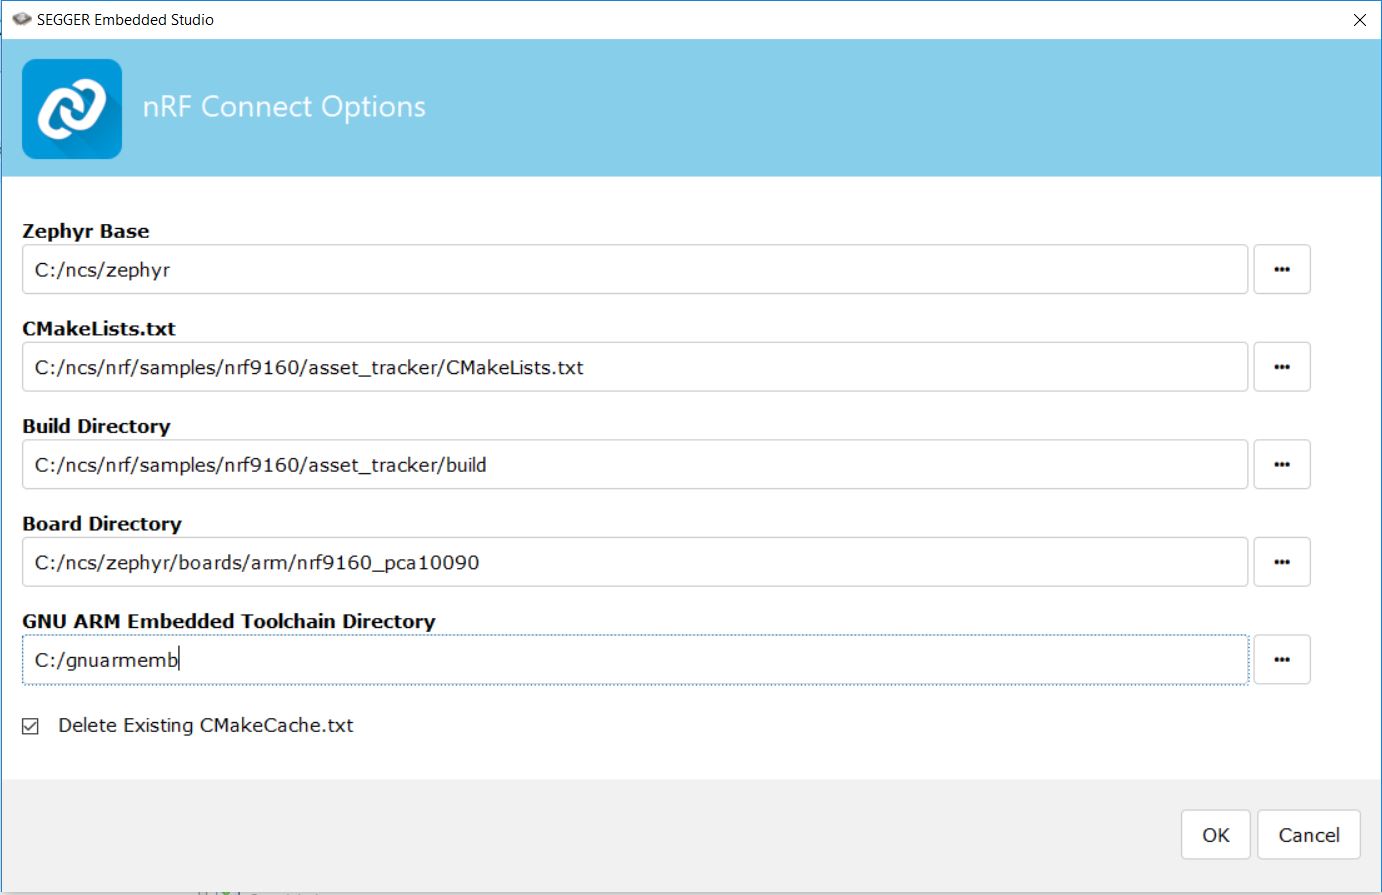 SEGGER Embedded Studio
nRF Connect Options
Zephyr Base
C:/ncs/zephyr
...
CMakeLists.txt
C:/ncs/nrf/samples/nrf9160/asset_tracker/CMakeLists.txt
...
Build Directory
C:/ncs/nrf/samples/nrf9160/asset_tracker/build
...
Board Directory
C:/ncs/zephyr/boards/arm/nrf9160_pca10090
...
GNU ARM Embedded Toolchain Directory
C:/gnuarmemb
...
Delete Existing CMakeCache.txt
OK Cancel